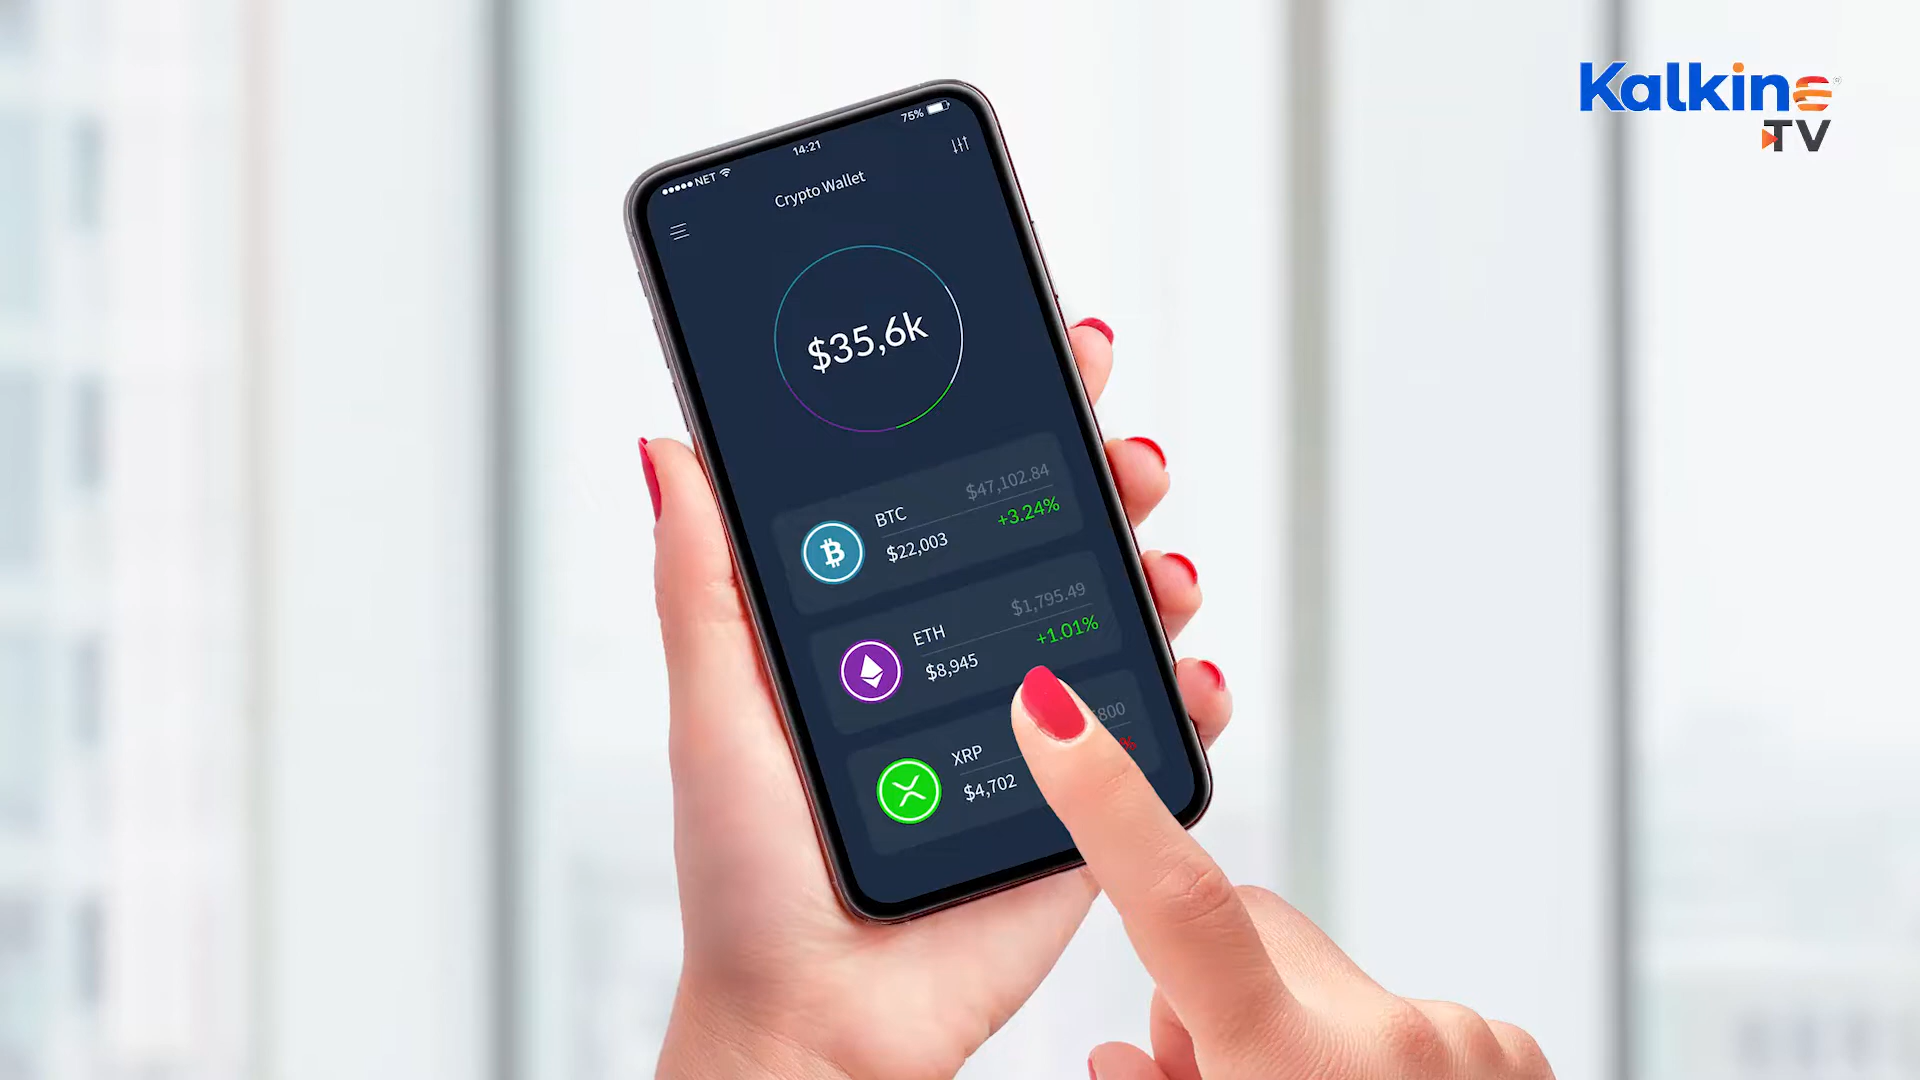 Kalkine
TV
75%
14:21
NET
Crypto Wallet
$35,6k
$47,102.84
BTC
+3.24%
$22,003
$1,795.49
ETH
+1.01%
$8,945
800
XRP
%
$4,702